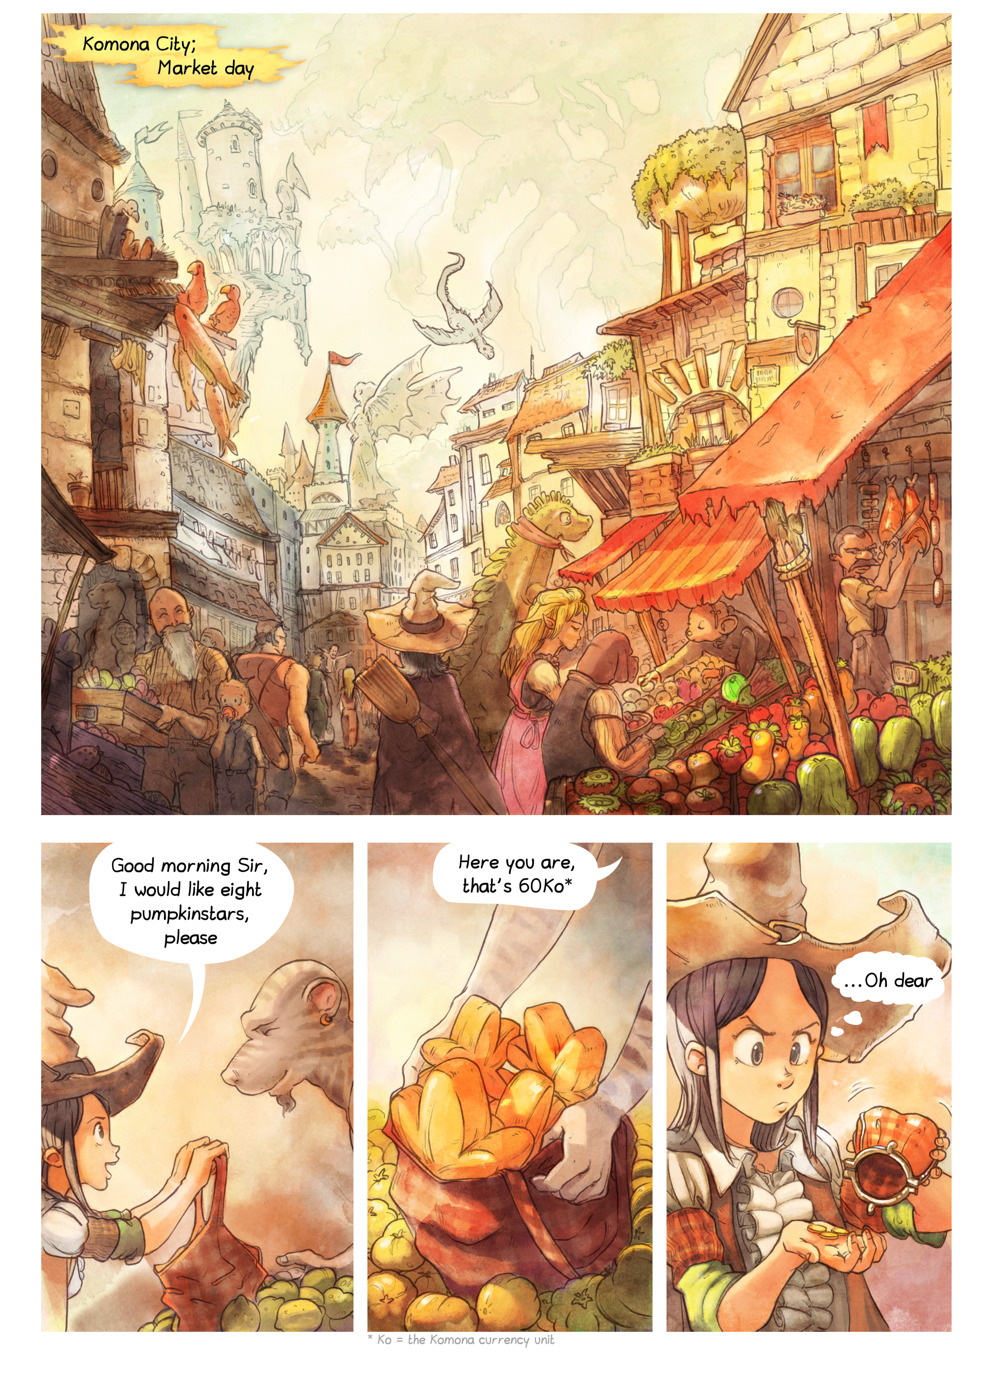 Komona City;
Market day
Good morning Sir,
I would like eight
pumpkinstars,
please
Here you are,
that's 60Ko*
...Oh dear
* Ko = the Komona currency unit